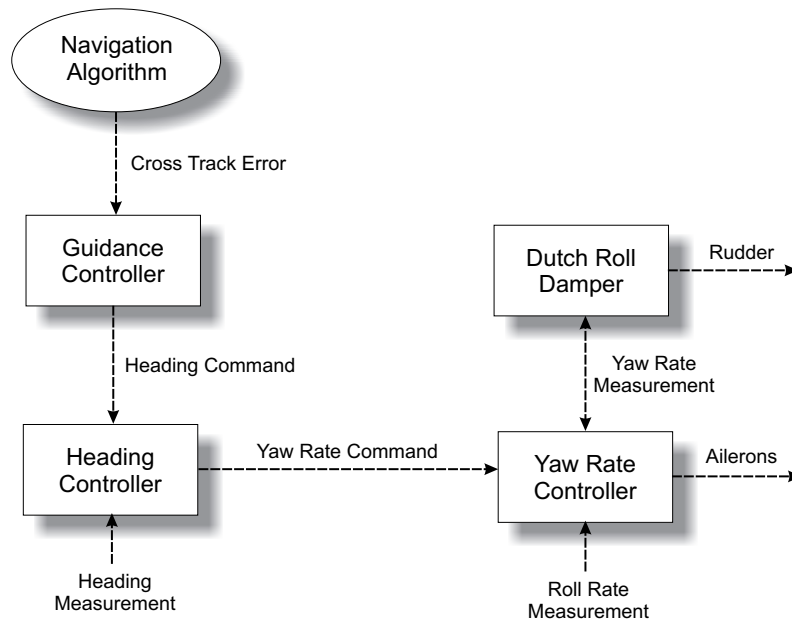 Navigation
Algorithm
Cross Track Error
Guidance
Controller
Dutch Roll
Damper
Rudder
Heading Command
Yaw Rate
Measurement
Heading
Controller
Yaw Rate Command
Yaw Rate
Controller
Ailerons
Heading
Measurement
Roll Rate
Measurement